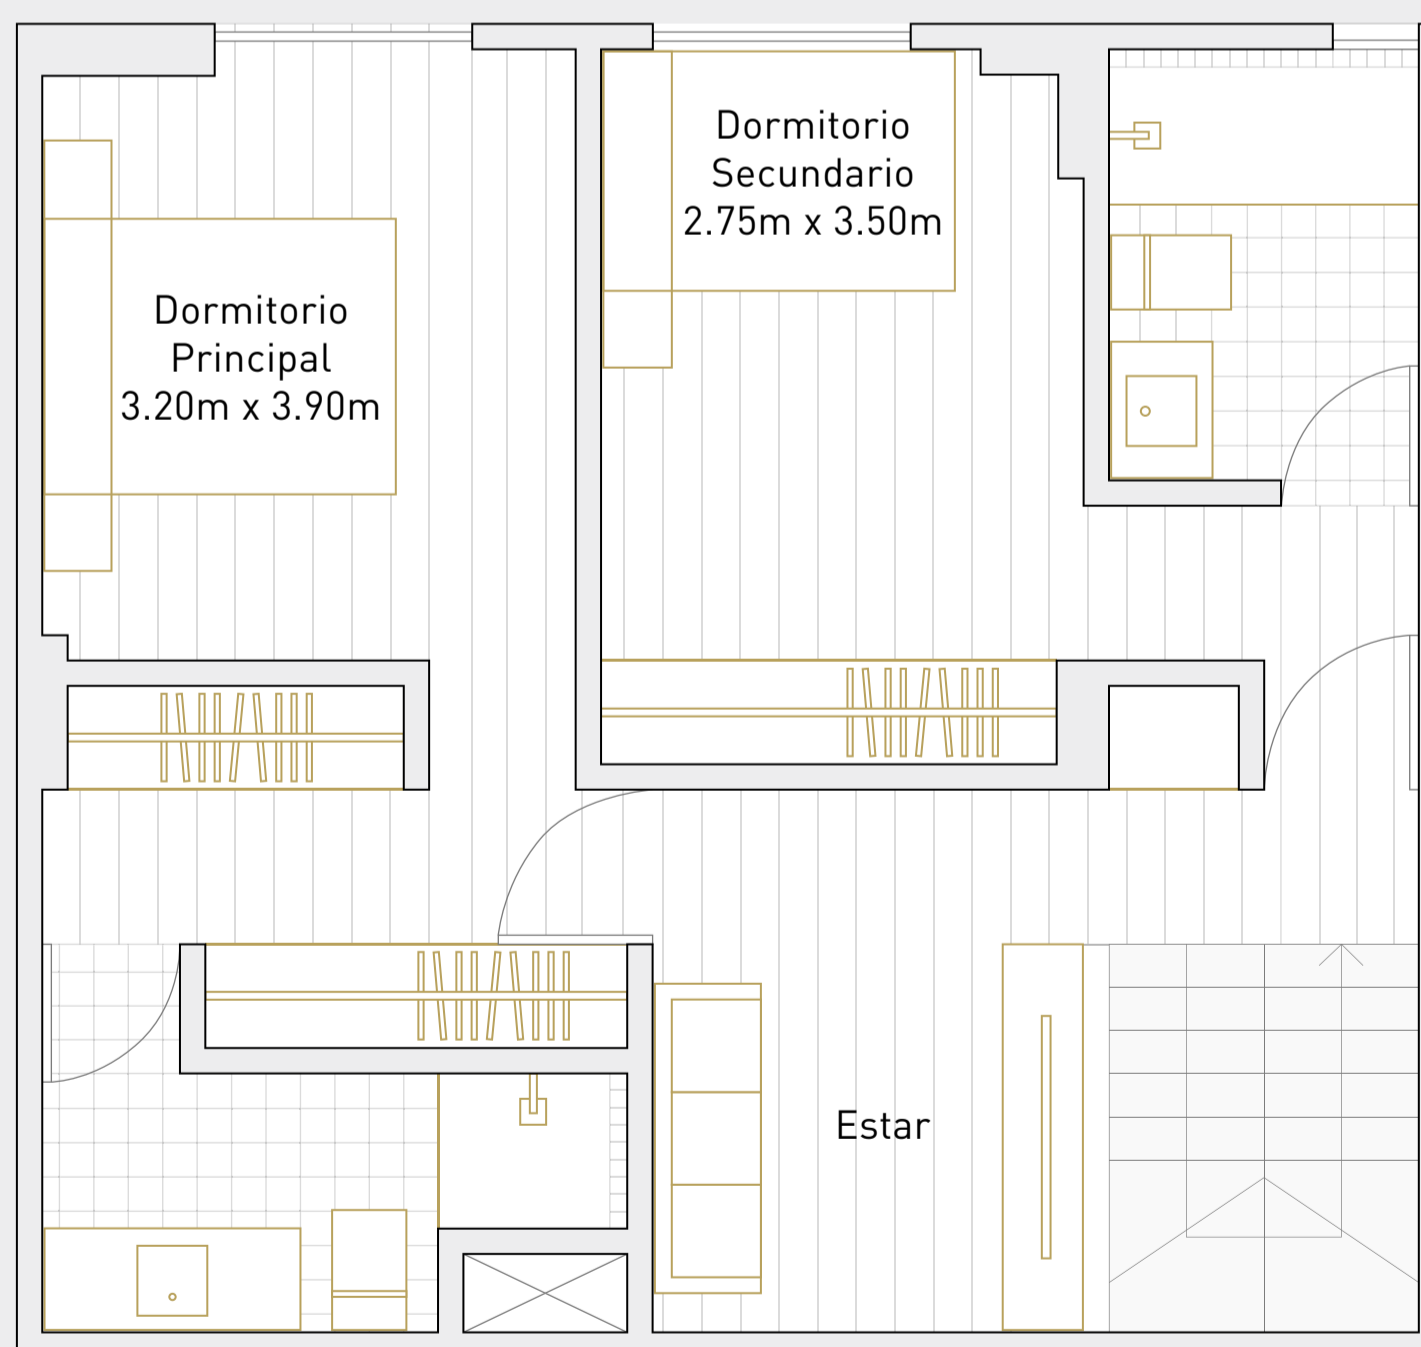 Dormitorio
Principal
3.20m x 3.90m
Dormitorio
Secundario
2.75m x 3.50m
Estar